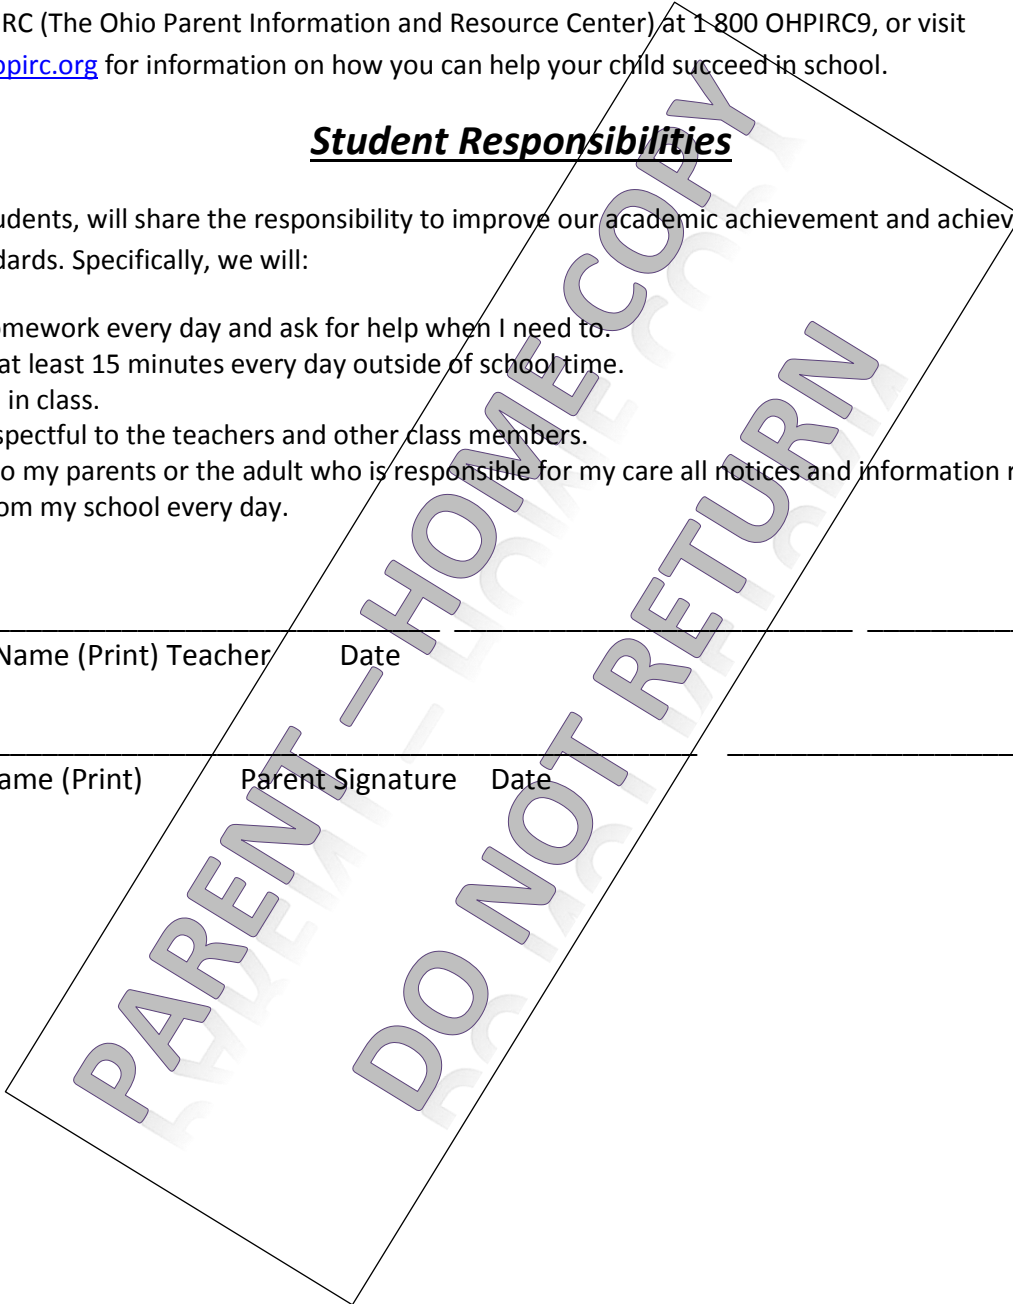 RC (The Ohio Parent Information and Resource Center) at 1 800 OHPIRC9, or visit
pirc.org for information on how you can help your child succeed in school.
Student Responsibilities
udents, will share the responsibility to improve our academic achievement and achiev
dards. Specifically, we will:
omework every day and ask for help when I need to.
at least 15 minutes every day outside of school time.
in class.
spectful to the teachers and other class members.
o my parents or the adult who is responsible for my care all notices and information r
om my school every day.
Name (Print) Teacher Date
ame (Print) Parent Signature Date
PARENT – HOME COPY
DO NOT RETURN